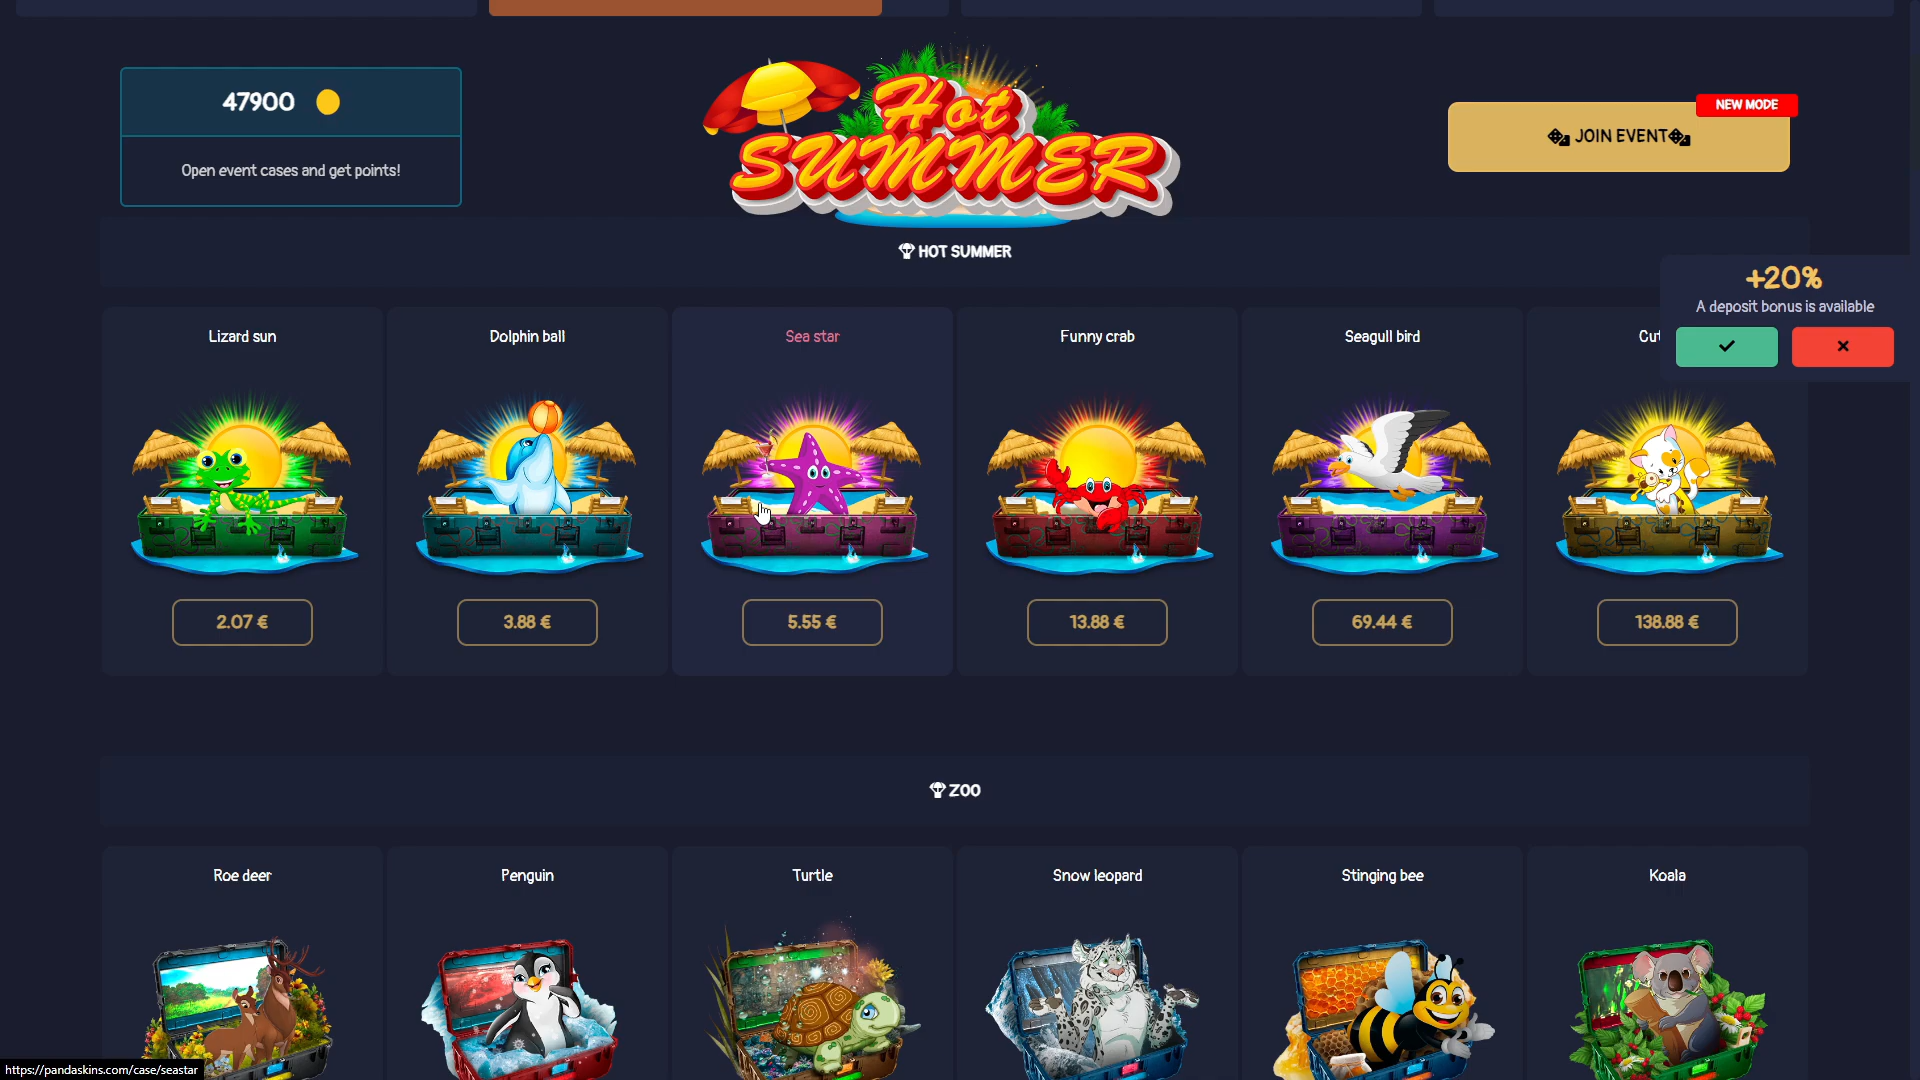 47900
Open event cases and get points!
Hot
SUMMER
NEW MODE
JOIN EVENT
HOT SUMMER
+20%
A deposit bonus is available
Lizard sun
Dolphin ball
Sea star
Funny crab
Seagull bird
2.07 €
3.88 €
5.55 €
13.88 €
69.44 €
138.88 €
ZOO
Roe deer
Penguin
Turtle
Snow leopard
Stinging bee
Koala
https://pandaskins.com/case/seastar